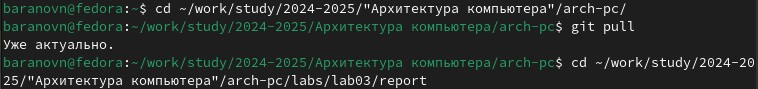 baranovn@fedora:~$ cd ~/work/study/2024-2025/"Архитектура компьютера"/arch-pc/
baranovn@fedora:~/work/study/2024-2025/Архитектура компьютера/arch-pc$ git pull
Уже актуально.
baranovn@fedora:~/work/study/2024-2025/Архитектура компьютера/arch-pc$ cd ~/work/study/2024-20
25/"Архитектура компьютера"/arch-pc/labs/lab03/report